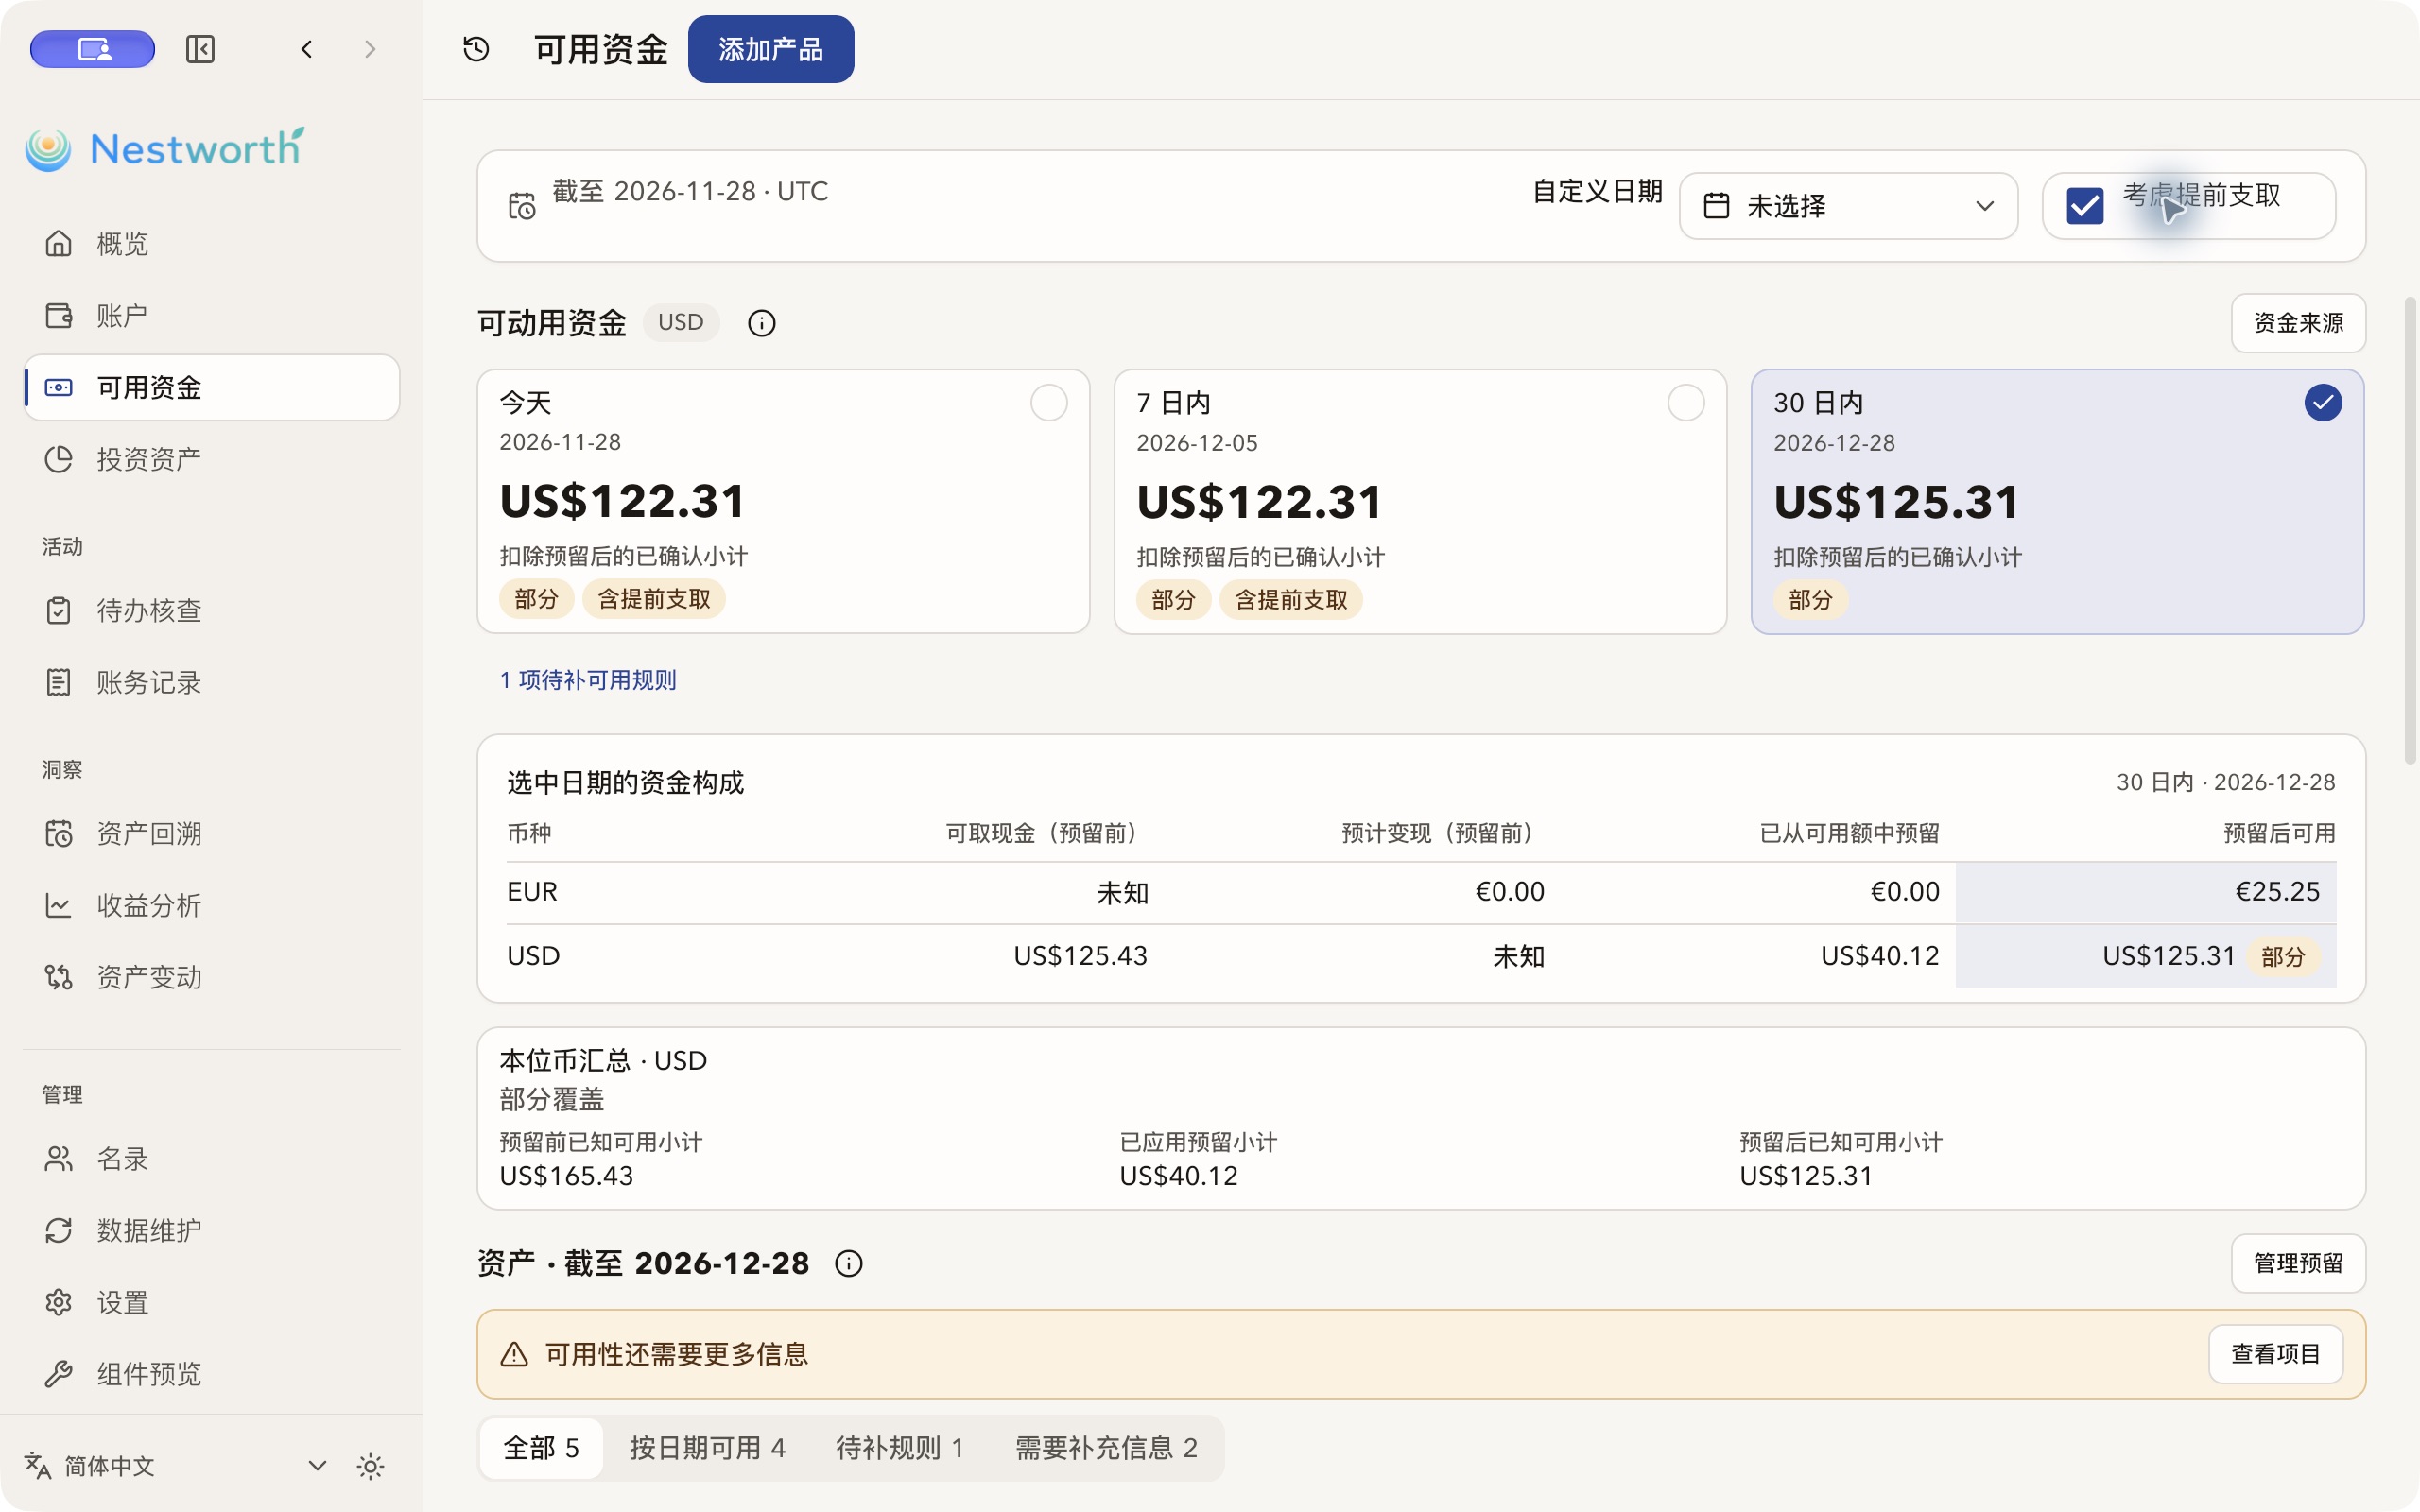 Nestworth
概览
账户
可用资金
投资资产
活动
待办核查
账务记录
洞察
资产回溯
收益分析
资产变动
管理
名录
数据维护
设置
组件预览
简体中文
可用资金
添加产品
截至 2026-11-28 · UTC
自定义日期
未选择
考虑提前支取
可动用资金 USD
资金来源
今天
2026-11-28
US$122.31
扣除预留后的已确认小计
部分 含提前支取
7 日内
2026-12-05
US$122.31
扣除预留后的已确认小计
部分 含提前支取
30 日内
2026-12-28
US$125.31
扣除预留后的已确认小计
部分
1 项待补可用规则
选中日期的资金构成 30 日内 · 2026-12-28
币种 可取现金（预留前） 预计变现（预留前） 已从可用额中预留 预留后可用
EUR 未知 €0.00 €0.00 €25.25
USD US$125.43 未知 US$40.12 US$125.31 部分
本位币汇总 · USD
部分覆盖
预留前已知可用小计 已应用预留小计 预留后已知可用小计
US$165.43 US$40.12 US$125.31
资产 · 截至 2026-12-28
管理预留
可用性还需要更多信息
查看项目
全部 5 按日期可用 4 待补规则 1 需要补充信息 2